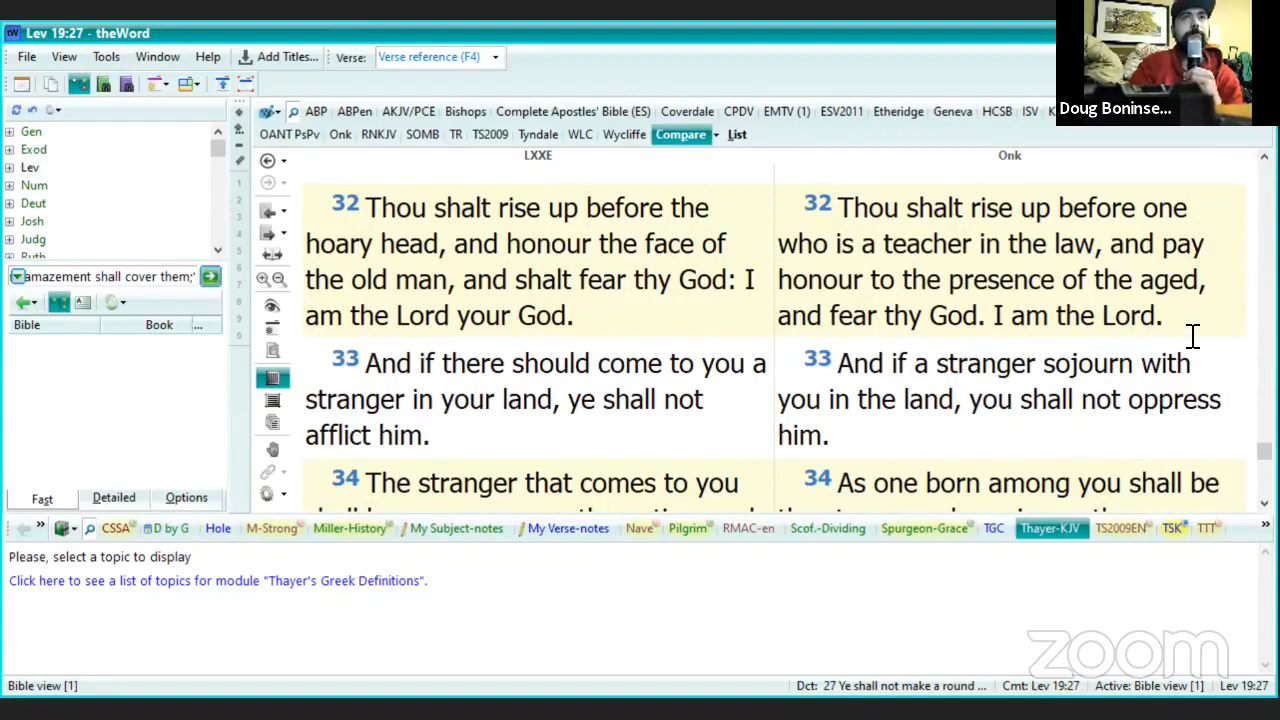 Lev 19:27 - theWord
File View Tools Window Help Add Titles... Verse: Verse reference (F4)
Doug Boninse...
ABP ABPen AKJV/PCE Bishops Complete Apostles' Bible (ES) Coverdale CPDV EMTV (1) ESV2011 Etheridge Geneva HCSB ISV
OANT PsPv Onk RNKJV SOMB TR TS2009 Tyndale WLC Wycliffe Compare List
Gen
Exod
Lev
Num
Deut
Josh
Judg
Ruth
amazement shall cover them;'
Bible Book ...
Fast Detailed Options
1
2
3
4
5
6
7
8
9
0
LXXE
32 Thou shalt rise up before the
hoary head, and honour the face of
the old man, and shalt fear thy God: I
am the Lord your God.
33 And if there should come to you a
stranger in your land, ye shall not
afflict him.
34 The stranger that comes to you
Onk
32 Thou shalt rise up before one
who is a teacher in the law, and pay
honour to the presence of the aged,
and fear thy God. I am the Lord.
33 And if a stranger sojourn with
you in the land, you shall not oppress
him.
34 As one born among you shall be
CSSA D by G Hole M-Strong Miller-History My Subject-notes My Verse-notes Nave Pilgrim RMAC-en Scof.-Dividing Spurgeon-Grace TGC Thayer-KJV TS2009EN TSK TTT
Please, select a topic to display
Click here to see a list of topics for module "Thayer's Greek Definitions".
zoom
Bible view [1] Dct: 27 Ye shall not make a round ... Cmt: Lev 19:27 Active: Bible view [1] Lev 19:27